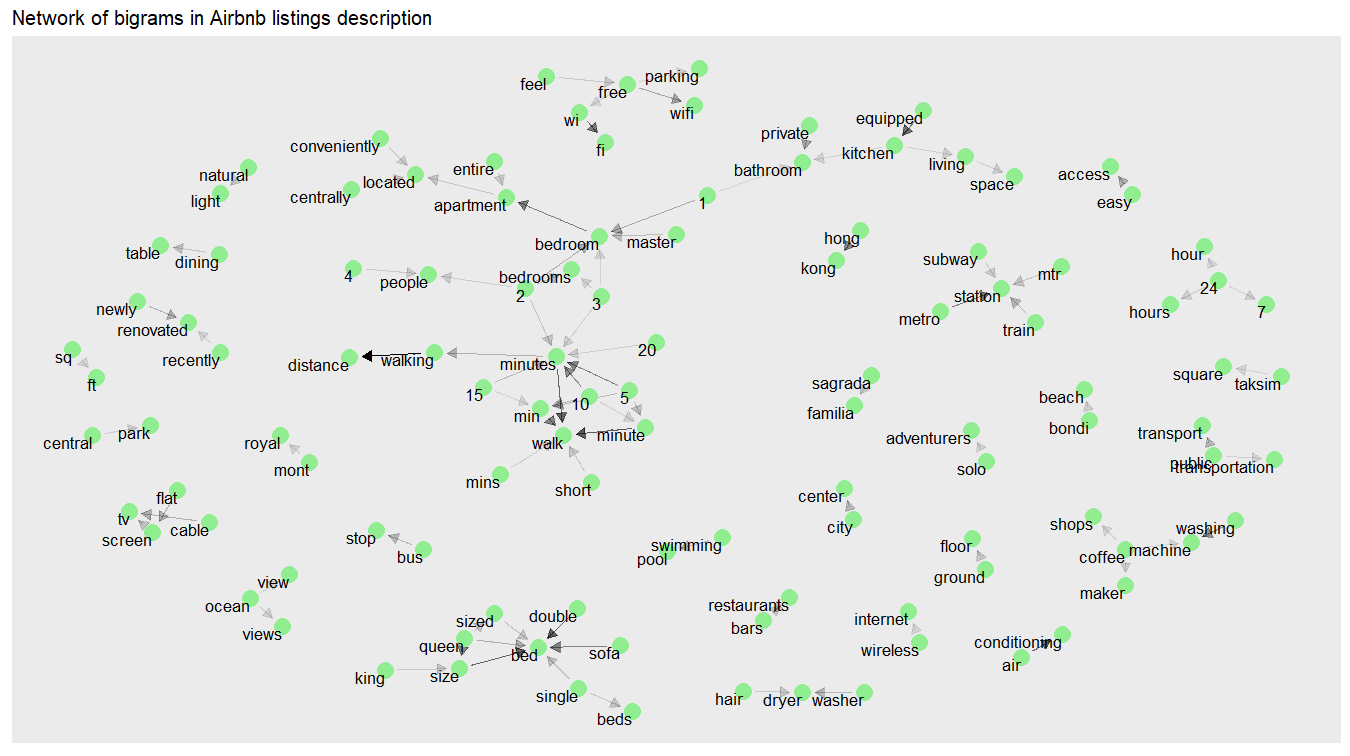 Network of bigrams in Airbnb listings description
feel
free
parking
wifi
wi
fi
private
equipped
conveniently
entire
bathroom
kitchen
living
space
natural
light
centrally
located
apartment
1
access
easy
bedroom
master
hong
kong
table
dining
4
people
bedrooms
2
3
subway
station
mtr
metro
train
hour
24
hours
7
newly
renovated
recently
sq
ft
distance
walking
minutes
20
15
min
10
5
walk
minute
mins
short
sagrada
familia
square
taksim
beach
bondi
central
park
royal
mont
adventurers
solo
transport
public
transportation
flat
tv
screen
cable
center
city
stop
bus
swimming
pool
floor
ground
shops
coffee
machine
washing
maker
view
ocean
views
sized
double
queen
bed
sofa
king
size
single
beds
restaurants
bars
internet
wireless
conditioning
air
hair
dryer
washer